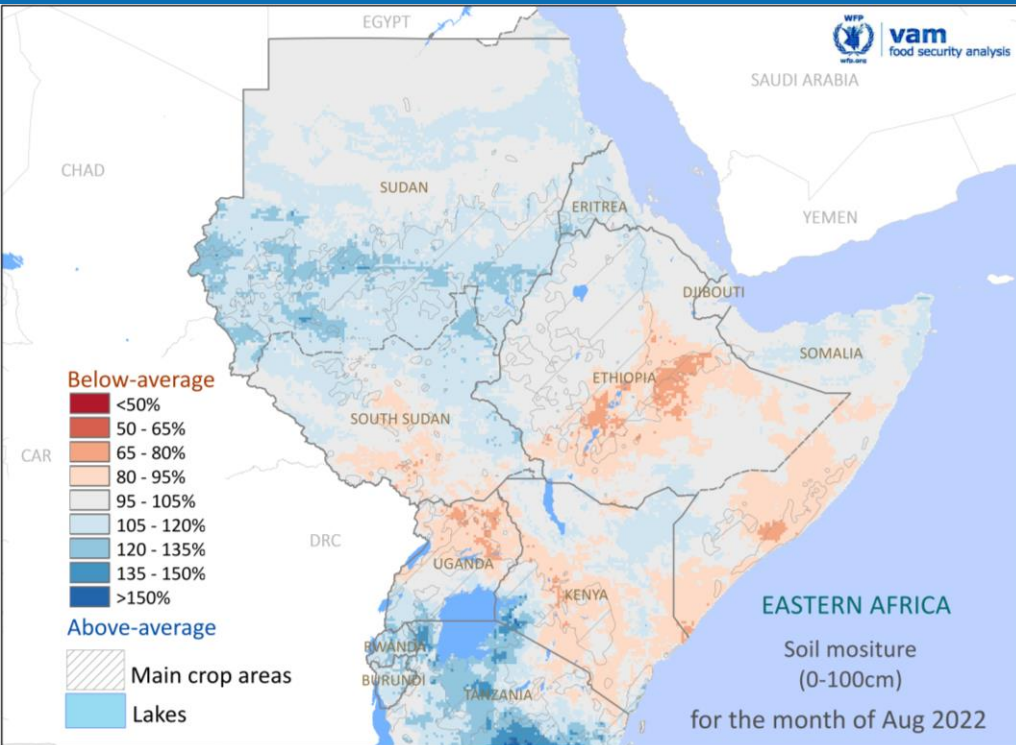 EGYPT
WFP
wfp.org
vam
food security analysis
SAUDI ARABIA
CHAD
SUDAN
ERITREA
YEMEN
DJIBOUTI
SOMALIA
ETHIOPIA
SOUTH SUDAN
CAR
DRC
UGANDA
KENYA
RWANDA
BURUNDI
TANZANIA
Below-average
<50%
50 - 65%
65 - 80%
80 - 95%
95 - 105%
105 - 120%
120 - 135%
135 - 150%
>150%
Above-average
Main crop areas
Lakes
EASTERN AFRICA
Soil mositure
(0-100cm)
for the month of Aug 2022